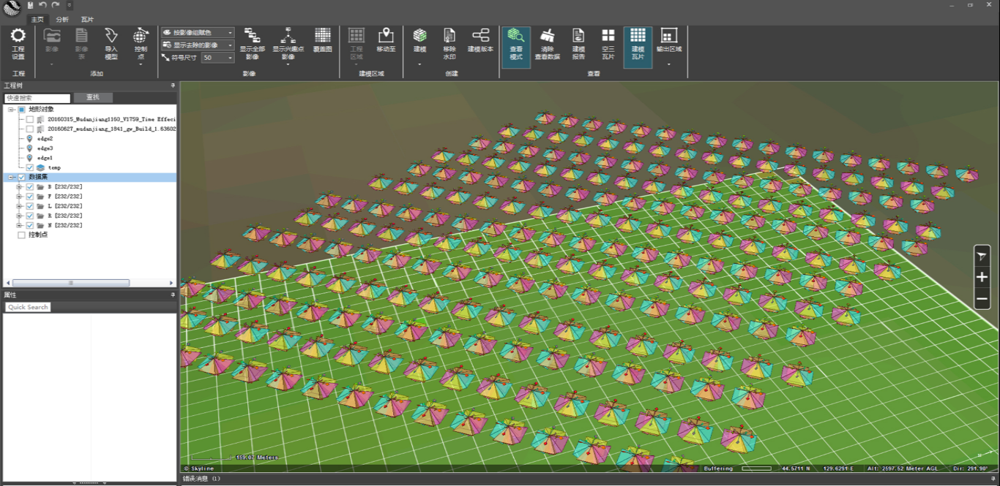 主页 分析 瓦片
工程设置
影像
影像表
导入模型
控制点
按影像组赋色
显示去除的影像
符号尺寸 50
显示全部影像
显示兴趣点影像
覆盖图
工程区域
移动至
建模
移除水印
建模版本
查看模式
清除查看数据
建模报告
空三瓦片
建模瓦片
输出区域
工程 添加 影像 建模区域 创建 查看
工程树
快速搜索 查找
地形对象
20160315_Mudanjiang1160_V1759_Time Effeci
20160627_mudanjiang_1841_gw_Build_1.63602
edge2
edge3
edge1
temp
数据集
B [232/232]
F [232/232]
L [232/232]
R [232/232]
N [232/232]
控制点
属性
Quick Search
159.07 Meters
© Skyline
Buffering 44.5711 N 129.6291 E Alt: 2597.52 Meter AGL Dir: 291.90°
错误消息 (1)